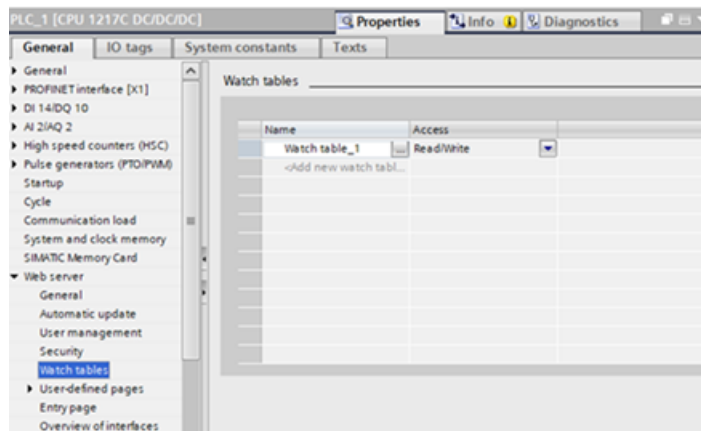 PLC_1 [CPU 1217C DC/DC/DC]
Properties
Info
Diagnostics
General
IO tags
System constants
Texts
General
PROFINET interface [X1]
DI 14/DQ 10
AI 2/AQ 2
High speed counters (HSC)
Pulse generators (PTO/PWM)
Startup
Cycle
Communication load
System and clock memory
SIMATIC Memory Card
Web server
General
Automatic update
User management
Security
Watch tables
User-defined pages
Entry page
Overview of interfaces
Watch tables
Name Access
Watch table_1 ... Read/Write
<Add new watch tabl...